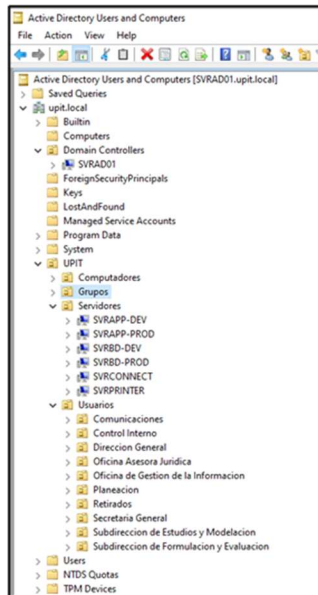 Active Directory Users and Computers
File Action View Help
Active Directory Users and Computers [SVRAD01.upit.local]
Saved Queries
upit.local
Builtin
Computers
Domain Controllers
SVRAD01
ForeignSecurityPrincipals
Keys
LostAndFound
Managed Service Accounts
Program Data
System
UPIT
Computadores
Grupos
Servidores
SVRAPP-DEV
SVRAPP-PROD
SVRBD-DEV
SVRBD-PROD
SVRCONNECT
SVRPRINTER
Usuarios
Comunicaciones
Control Interno
Direccion General
Oficina Asesora Juridica
Oficina de Gestion de la Informacion
Planeacion
Retirados
Secretaria General
Subdireccion de Estudios y Modelacion
Subdireccion de Formulacion y Evaluacion
Users
NTDS Quotas
TPM Devices